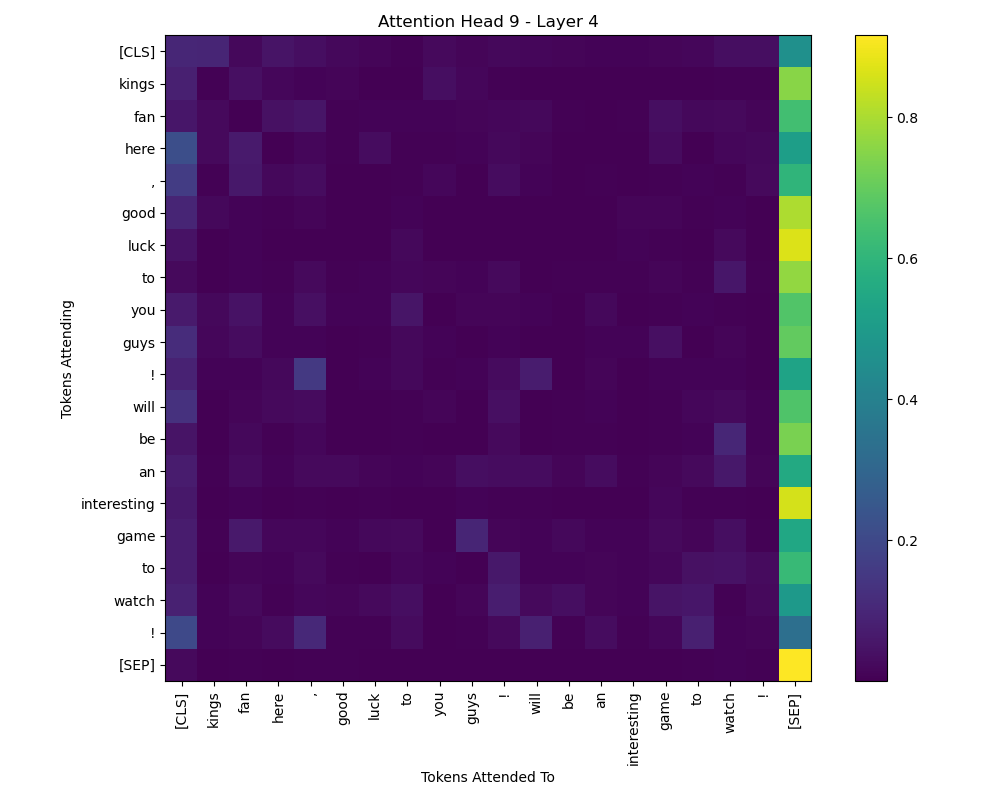 Attention Head 9 - Layer 4
Tokens Attending
[CLS]
kings
fan
here
,
good
luck
to
you
guys
!
will
be
an
interesting
game
to
watch
!
[SEP]
[CLS]
kings
fan
here
,
good
luck
to
you
guys
!
will
be
an
interesting
game
to
watch
!
[SEP]
Tokens Attended To
0.8
0.6
0.4
0.2